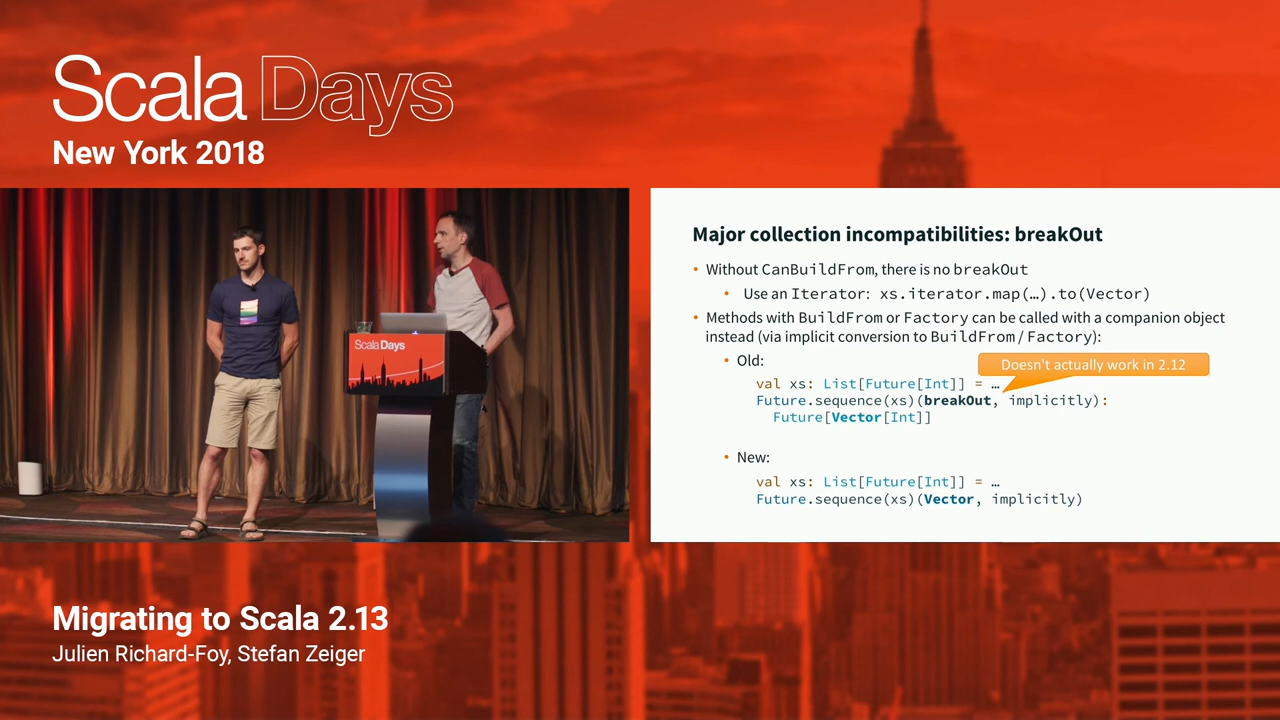 Scala Days
New York 2018
Scala Days
Major collection incompatibilities: breakOut
• Without CanBuildFrom, there is no breakOut
• Use an Iterator: xs.iterator.map(…).to(Vector)
• Methods with BuildFrom or Factory can be called with a companion object
instead (via implicit conversion to BuildFrom / Factory):
• Old:
Doesn't actually work in 2.12
val xs: List[Future[Int]] = …
Future.sequence(xs)(breakOut, implicitly):
Future[Vector[Int]]
• New:
val xs: List[Future[Int]] = …
Future.sequence(xs)(Vector, implicitly)
Migrating to Scala 2.13
Julien Richard-Foy, Stefan Zeiger